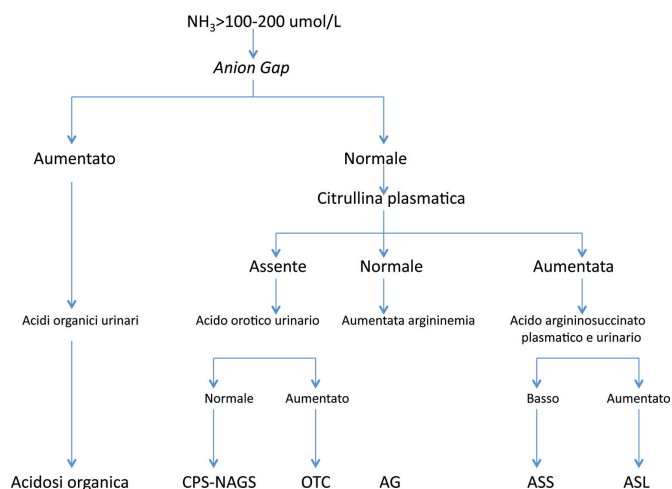 NH₃>100-200 umol/L
Anion Gap
Aumentato
Normale
Citrullina plasmatica
Assente
Normale
Aumentata
Acidi organici urinari
Acido orotico urinario
Aumentata argininemia
Acido argininosuccinato
plasmatico e urinario
Normale
Aumentato
Basso
Aumentato
Acidosi organica
CPS-NAGS
OTC
AG
ASS
ASL